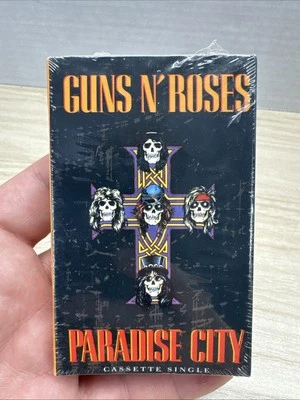 GUNS N' ROSES
PARADISE CITY
CASSETTE SINGLE